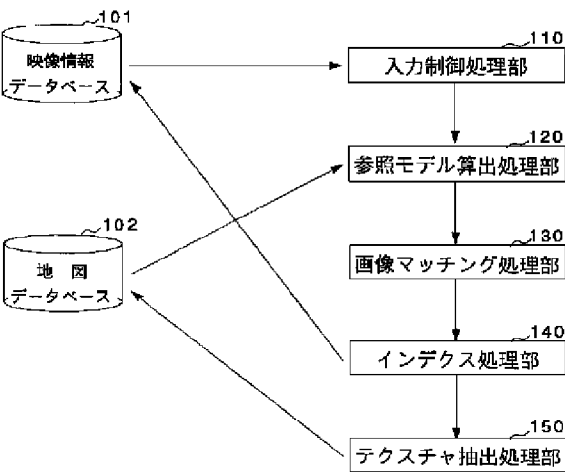 101
映像情報
データベース
110
入力制御処理部
120
参照モデル算出処理部
102
地 図
データベース
130
画像マッチング処理部
140
インデクス処理部
150
テクスチャ抽出処理部